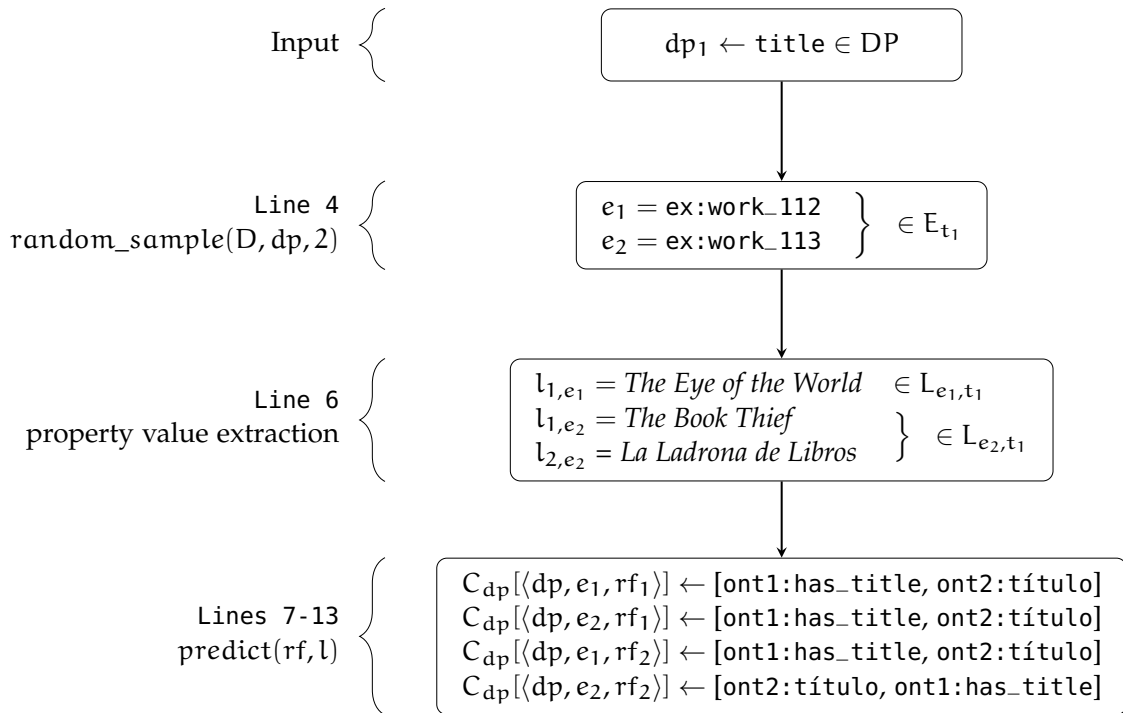 Input
dp₁ ← title ∈ DP
Line 4
random_sample(D, dp, 2)
e₁ = ex:work_112
e₂ = ex:work_113
∈ Eₜ₁
Line 6
property value extraction
l₁,ₑ₁ = The Eye of the World ∈ Lₑ₁,ₜ₁
l₁,ₑ₂ = The Book Thief
l₂,ₑ₂ = La Ladrona de Libros
∈ Lₑ₂,ₜ₁
Lines 7-13
predict(rf, l)
C_dp[⟨dp, e₁, rf₁⟩] ← [ont1:has_title, ont2:título]
C_dp[⟨dp, e₂, rf₁⟩] ← [ont1:has_title, ont2:título]
C_dp[⟨dp, e₁, rf₂⟩] ← [ont1:has_title, ont2:título]
C_dp[⟨dp, e₂, rf₂⟩] ← [ont2:título, ont1:has_title]